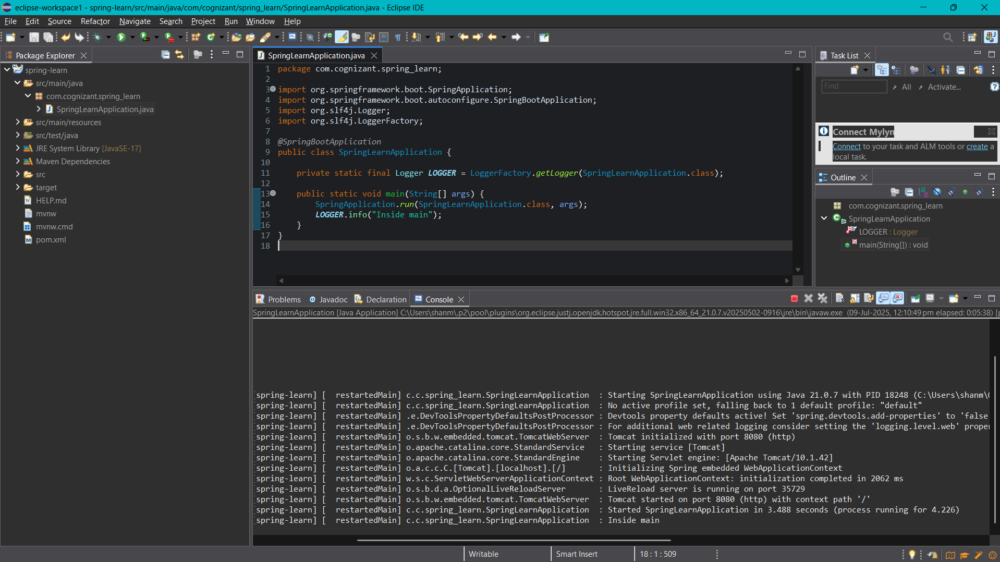 eclipse-workspace1 - spring-learn/src/main/java/com/cognizant/spring_learn/SpringLearnApplication.java - Eclipse IDE
File Edit Source Refactor Navigate Search Project Run Window Help
Package Explorer
spring-learn
src/main/java
com.cognizant.spring_learn
SpringLearnApplication.java
src/main/resources
src/test/java
JRE System Library [JavaSE-17]
Maven Dependencies
src
target
HELP.md
mvnw
mvnw.cmd
pom.xml
SpringLearnApplication.java
1 package com.cognizant.spring_learn;
2
3 import org.springframework.boot.SpringApplication;
4 import org.springframework.boot.autoconfigure.SpringBootApplication;
5 import org.slf4j.Logger;
6 import org.slf4j.LoggerFactory;
7
8 @SpringBootApplication
9 public class SpringLearnApplication {
10
11 private static final Logger LOGGER = LoggerFactory.getLogger(SpringLearnApplication.class);
12
13 public static void main(String[] args) {
14 SpringApplication.run(SpringLearnApplication.class, args);
15 LOGGER.info("Inside main");
16 }
17 }
18
Task List
Find All Activate...
Connect Mylyn
Connect to your task and ALM tools or create a
local task.
Outline
com.cognizant.spring_learn
SpringLearnApplication
LOGGER : Logger
main(String[]) : void
Problems Javadoc Declaration Console
SpringLearnApplication [Java Application] C:\Users\shanm\.p2\pool\plugins\org.eclipse.justj.openjdk.hotspot.jre.full.win32.x86_64_21.0.7.v20250502-0916\jre\bin\javaw.exe (09-Jul-2025, 12:10:49 pm elapsed: 0:05:38) [p
[spring-learn] [ restartedMain] c.c.spring_learn.SpringLearnApplication : Starting SpringLearnApplication using Java 21.0.7 with PID 18248 (C:\Users\shanm\
[spring-learn] [ restartedMain] c.c.spring_learn.SpringLearnApplication : No active profile set, falling back to 1 default profile: "default"
[spring-learn] [ restartedMain] .e.DevToolsPropertyDefaultsPostProcessor : Devtools property defaults active! Set 'spring.devtools.add-properties' to 'false
[spring-learn] [ restartedMain] .e.DevToolsPropertyDefaultsPostProcessor : For additional web related logging consider setting the 'logging.level.web' proper
[spring-learn] [ restartedMain] o.s.b.w.embedded.tomcat.TomcatWebServer : Tomcat initialized with port 8080 (http)
[spring-learn] [ restartedMain] o.apache.catalina.core.StandardService : Starting service [Tomcat]
[spring-learn] [ restartedMain] o.apache.catalina.core.StandardEngine : Starting Servlet engine: [Apache Tomcat/10.1.42]
[spring-learn] [ restartedMain] o.a.c.c.C.[Tomcat].[localhost].[/] : Initializing Spring embedded WebApplicationContext
[spring-learn] [ restartedMain] w.s.c.ServletWebServerApplicationContext : Root WebApplicationContext: initialization completed in 2062 ms
[spring-learn] [ restartedMain] o.s.b.d.a.OptionalLiveReloadServer : LiveReload server is running on port 35729
[spring-learn] [ restartedMain] o.s.b.w.embedded.tomcat.TomcatWebServer : Tomcat started on port 8080 (http) with context path '/'
[spring-learn] [ restartedMain] c.c.spring_learn.SpringLearnApplication : Started SpringLearnApplication in 3.488 seconds (process running for 4.226)
[spring-learn] [ restartedMain] c.c.spring_learn.SpringLearnApplication : Inside main
Writable Smart Insert 18 : 1 : 509